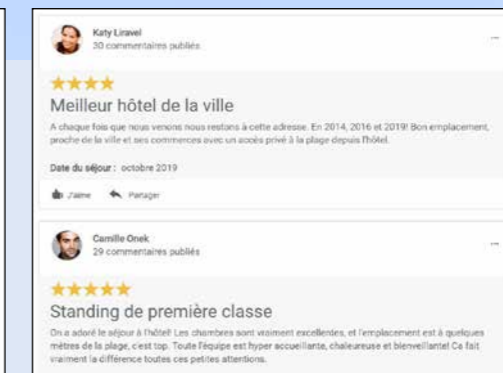 Katy Liravel
30 commentaires publiés
Meilleur hôtel de la ville
A chaque fois que nous venons nous restons à cette adresse. En 2014, 2016 et 2019! Bon emplacement,
proche de la ville et ses commerces avec un accès privé à la plage depuis l'hôtel.
Date du séjour : octobre 2019
J'aime Partager
Camille Onek
29 commentaires publiés
Standing de première classe
On a adoré le séjour à l'hôtel! Les chambres sont vraiment excellentes, et l'emplacement est à quelques
mètres de la plage, c'est top. Toute l'équipe est hyper accueillante, chaleureuse et bienveillante! Ca fait
vraiment la différence toutes ces petites attentions.